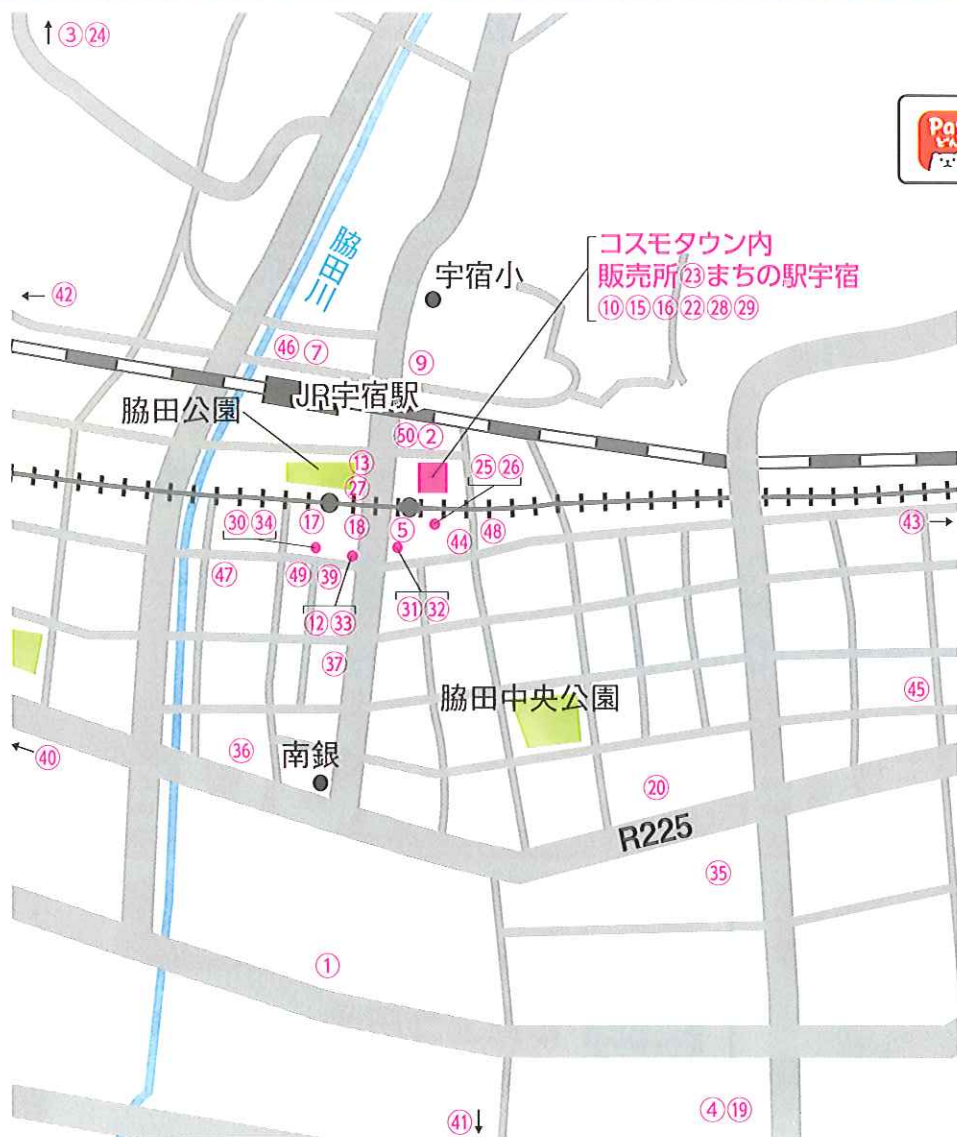 ↑③㉔
Pa
どん
脇田川
コスモタウン内
販売所㉓まちの駅宇宿
⑩⑮⑯㉒㉘㉙
宇宿小
←㊷
㊻⑦
⑨
JR宇宿駅
脇田公園
㊿②
⑬
㉕㉖
㉗
㉚㉞
⑰
⑱
⑤
㊹
㊽
㊸→
㊼
㊾
㊴
㉛㉜
⑫㉝
㊲
脇田中央公園
㊺
←㊵
㊱
南銀
⑳
R225
㉟
①
㊶↓
④⑲